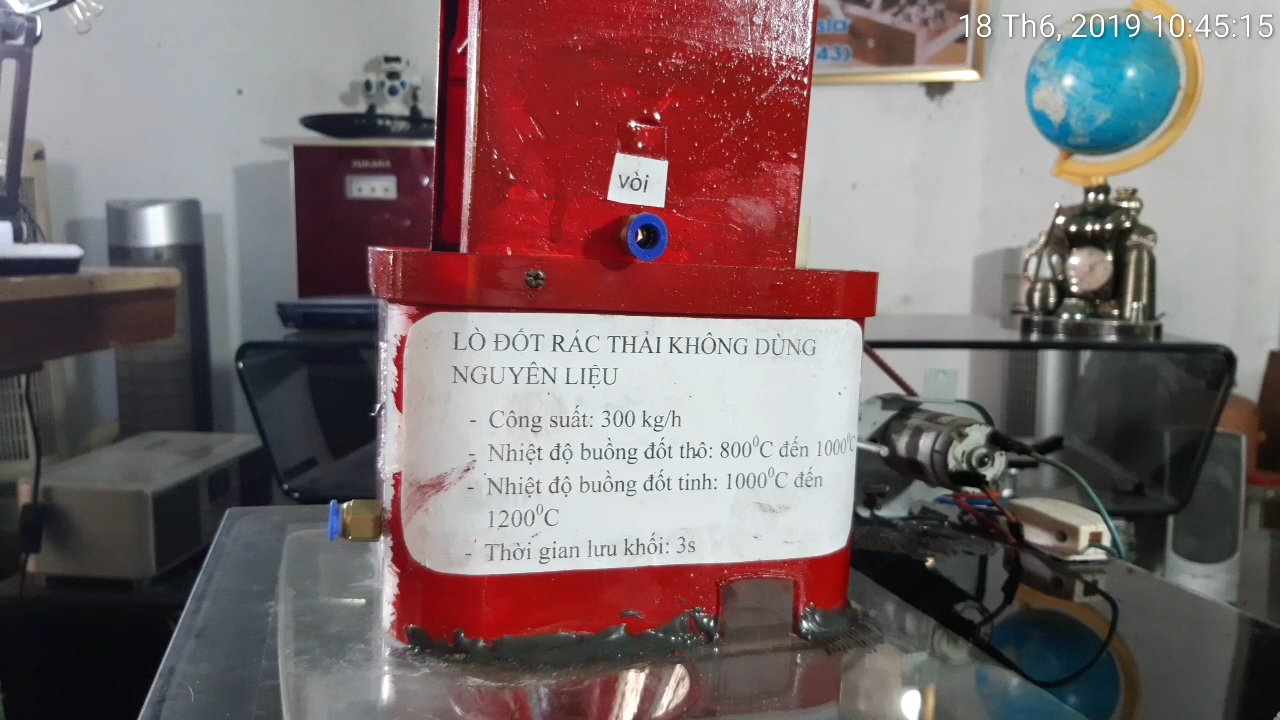 18 Th6, 2019 10:45:15
43)
vòi
LÒ ĐỐT RÁC THẢI KHÔNG DÙNG
NGUYÊN LIỆU
- Công suất: 300 kg/h
- Nhiệt độ buồng đốt thô: 800⁰C đến 1000⁰C
- Nhiệt độ buồng đốt tinh: 1000⁰C đến
1200⁰C
- Thời gian lưu khối: 3s